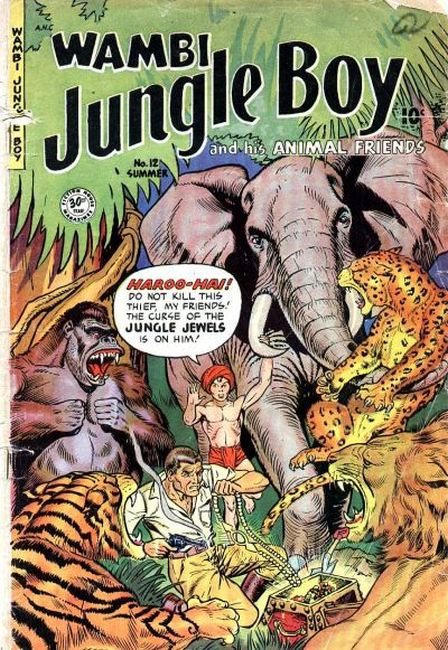 WAMBI JUNGLE BOY
A.N.C.
WAMBI
Jungle Boy
10¢
and his ANIMAL FRIENDS
No. 12
SUMMER
FICTION HOUSE
30TH
YEAR
MAGAZINES
HAROO-HAI!
DO NOT KILL THIS
THIEF, MY FRIENDS!
THE CURSE OF THE
JUNGLE JEWELS
IS ON HIM!